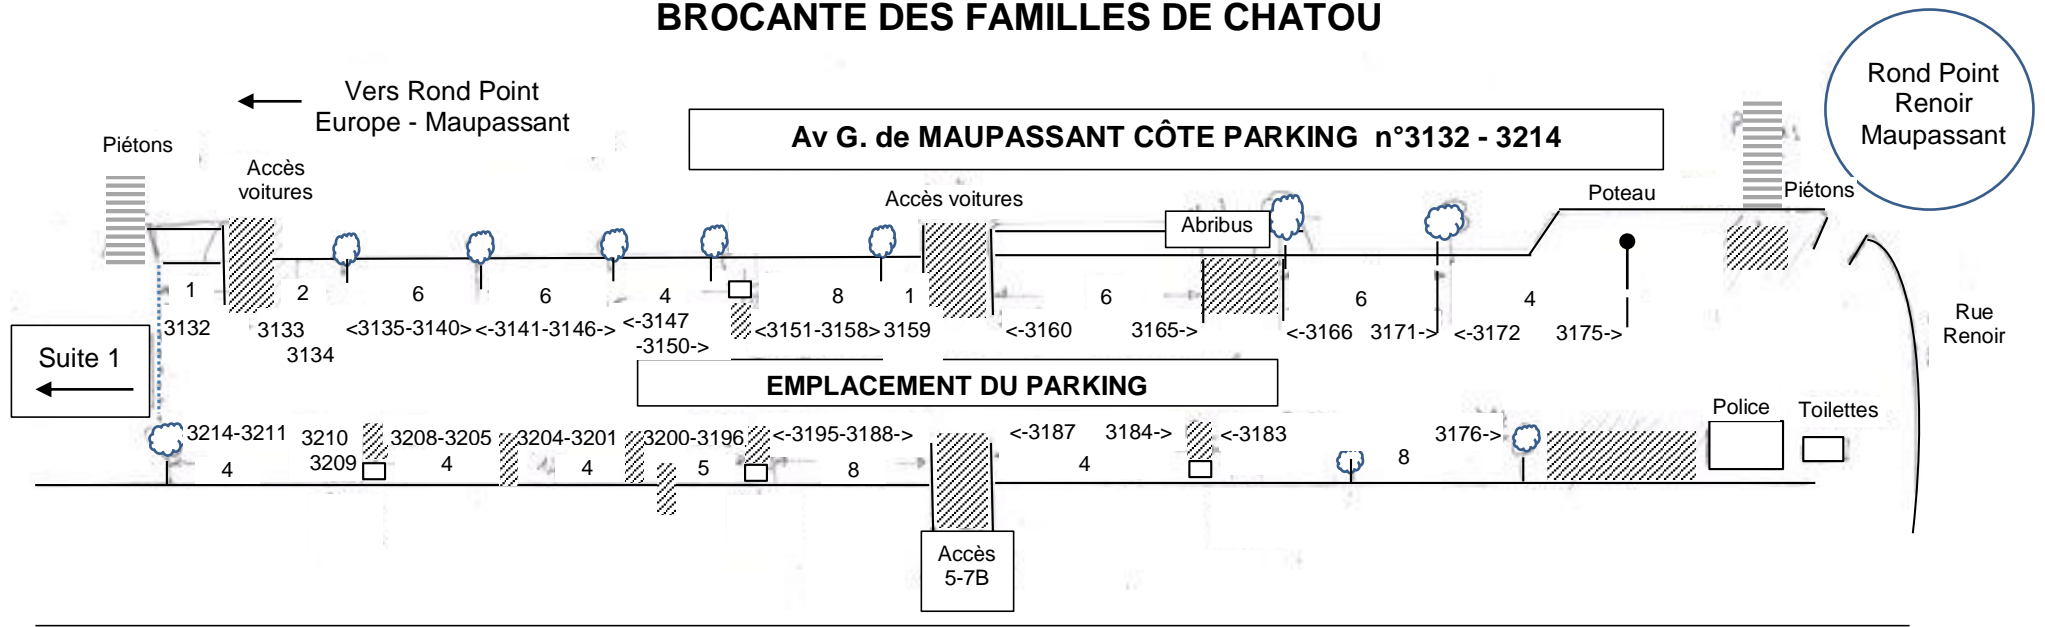 BROCANTE DES FAMILLES DE CHATOU
Rond Point
Renoir
Maupassant
Vers Rond Point
Europe - Maupassant
Av G. de MAUPASSANT CÔTE PARKING n°3132 - 3214
Piétons
Accès
voitures
Accès voitures
Abribus
Poteau
Piétons
1 2 6 6 4 8 1 6 6 4
3132 3133 <3135-3140> <-3141-3146-> <-3147 <3151-3158> 3159 <-3160 3165-> <-3166 3171-> <-3172 3175->
3134 -3150->
Rue
Renoir
Suite 1
EMPLACEMENT DU PARKING
3214-3211 3210 3208-3205 3204-3201 3200-3196 <-3195-3188-> <-3187 3184-> <-3183 3176-> Police Toilettes
4 3209 4 4 5 8 4 8
Accès
5-7B